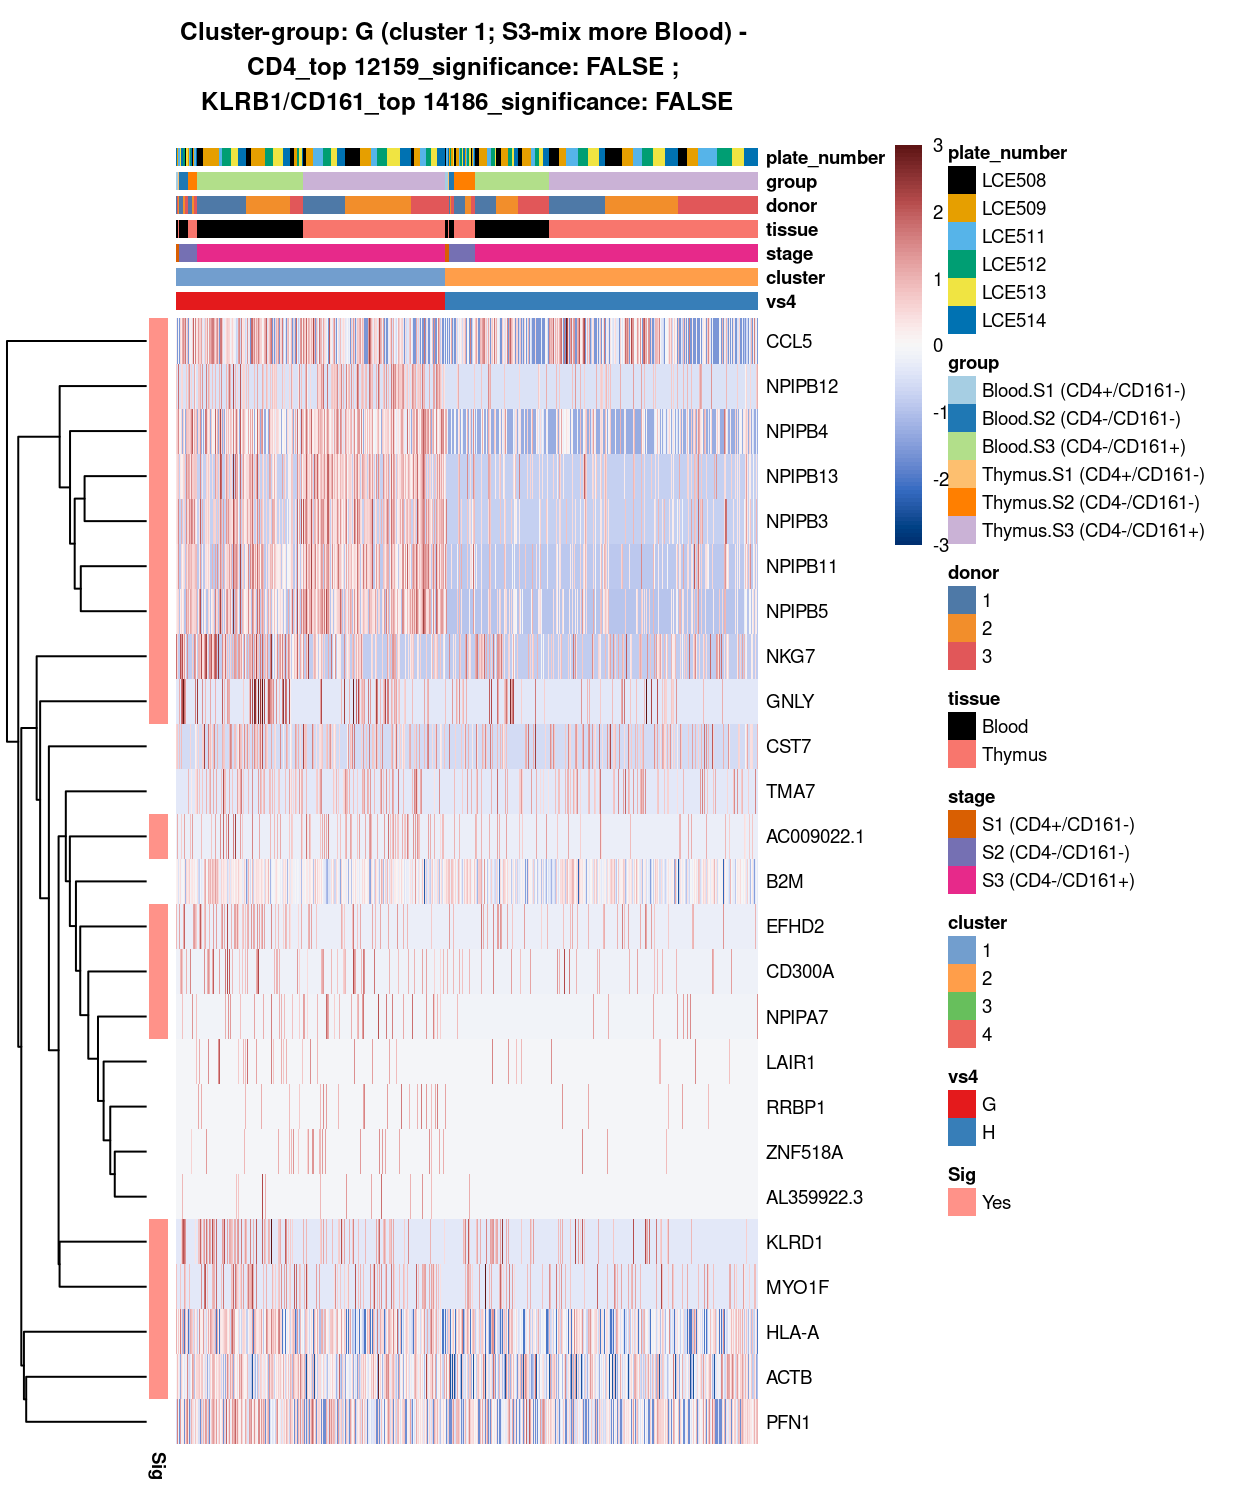 Cluster-group: G (cluster 1; S3-mix more Blood) -
CD4_top 12159_significance: FALSE ;
KLRB1/CD161_top 14186_significance: FALSE
plate_number
group
donor
tissue
stage
cluster
vs4
CCL5
NPIPB12
NPIPB4
NPIPB13
NPIPB3
NPIPB11
NPIPB5
NKG7
GNLY
CST7
TMA7
AC009022.1
B2M
EFHD2
CD300A
NPIPA7
LAIR1
RRBP1
ZNF518A
AL359922.3
KLRD1
MYO1F
HLA-A
ACTB
PFN1
Sig
3
2
1
0
-1
-2
-3
plate_number
LCE508
LCE509
LCE511
LCE512
LCE513
LCE514
group
Blood.S1 (CD4+/CD161-)
Blood.S2 (CD4-/CD161-)
Blood.S3 (CD4-/CD161+)
Thymus.S1 (CD4+/CD161-)
Thymus.S2 (CD4-/CD161-)
Thymus.S3 (CD4-/CD161+)
donor
1
2
3
tissue
Blood
Thymus
stage
S1 (CD4+/CD161-)
S2 (CD4-/CD161-)
S3 (CD4-/CD161+)
cluster
1
2
3
4
vs4
G
H
Sig
Yes